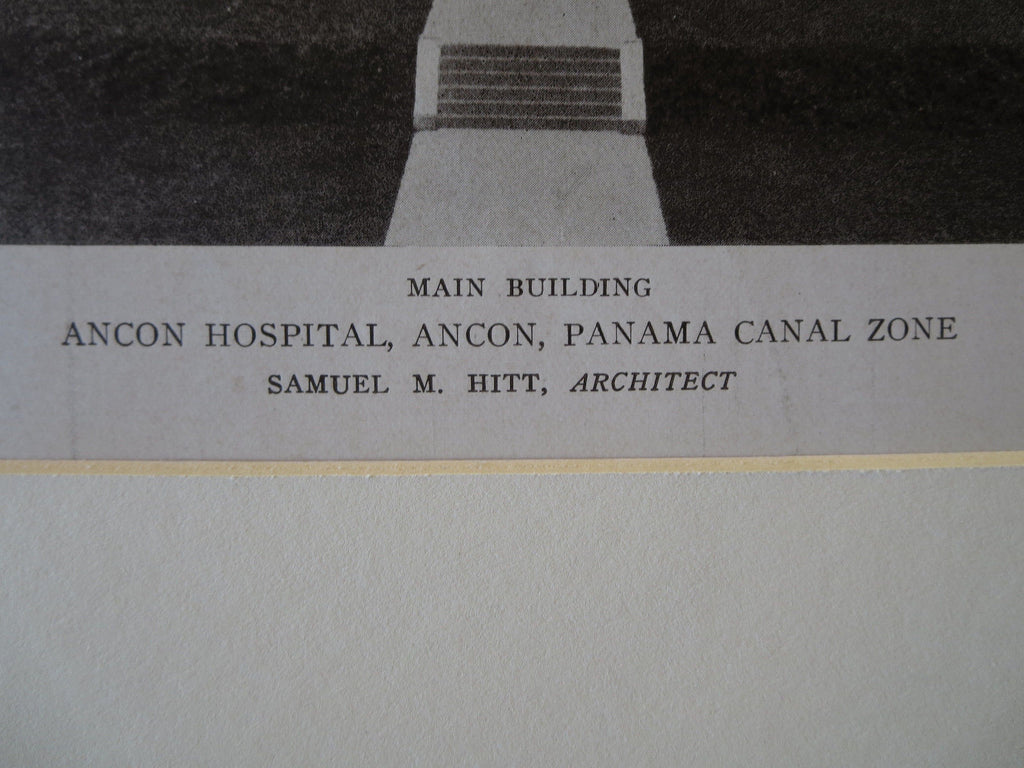 MAIN BUILDING
ANCON HOSPITAL, ANCON, PANAMA CANAL ZONE
SAMUEL M. HITT, ARCHITECT